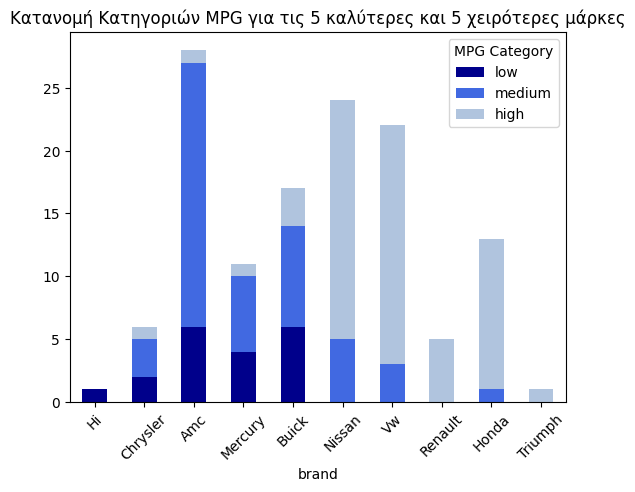 Κατανομή Κατηγοριών MPG για τις 5 καλύτερες και 5 χειρότερες μάρκες
MPG Category
low
medium
high
25
20
15
10
5
0
Hi Chrysler Amc Mercury Buick Nissan Vw Renault Honda Triumph
brand